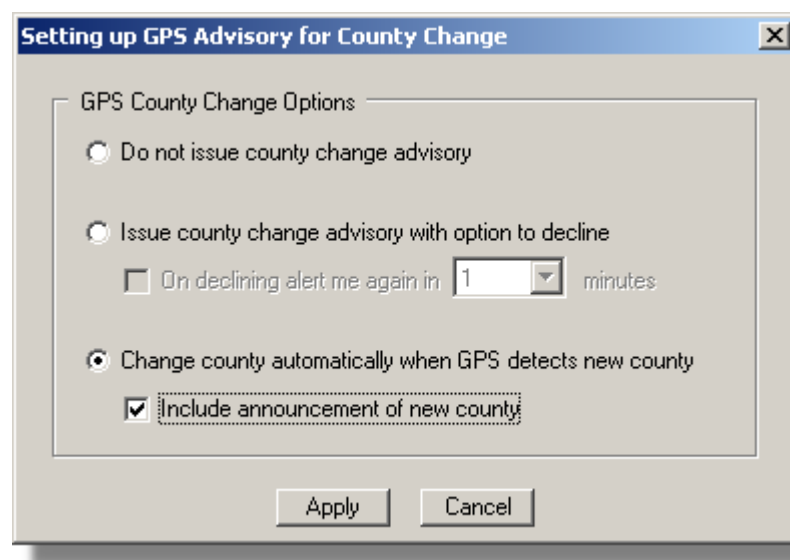 Setting up GPS Advisory for County Change
GPS County Change Options
Do not issue county change advisory
Issue county change advisory with option to decline
On declining alert me again in 1 minutes
Change county automatically when GPS detects new county
Include announcement of new county
Apply Cancel